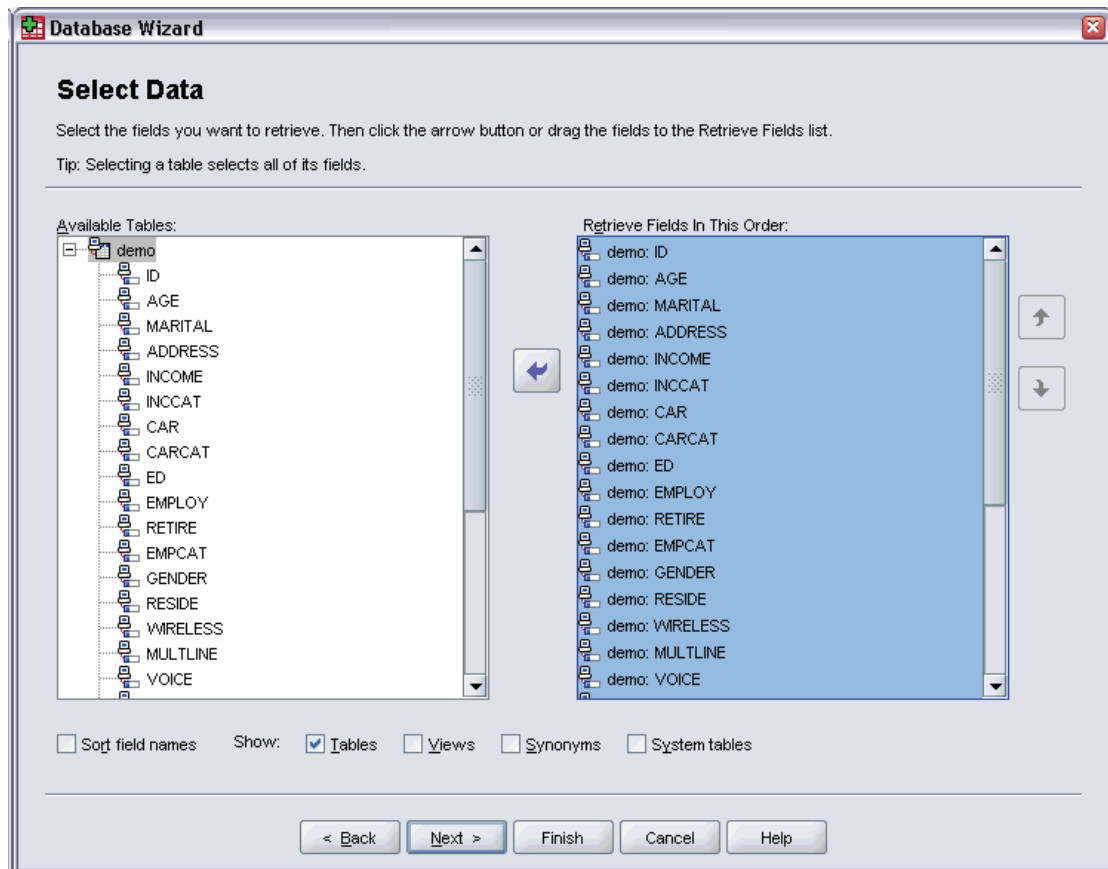 Database Wizard
Select Data
Select the fields you want to retrieve. Then click the arrow button or drag the fields to the Retrieve Fields list.
Tip: Selecting a table selects all of its fields.
Available Tables:
demo
ID
AGE
MARITAL
ADDRESS
INCOME
INCCAT
CAR
CARCAT
ED
EMPLOY
RETIRE
EMPCAT
GENDER
RESIDE
WIRELESS
MULTLINE
VOICE
Retrieve Fields In This Order:
demo: ID
demo: AGE
demo: MARITAL
demo: ADDRESS
demo: INCOME
demo: INCCAT
demo: CAR
demo: CARCAT
demo: ED
demo: EMPLOY
demo: RETIRE
demo: EMPCAT
demo: GENDER
demo: RESIDE
demo: WIRELESS
demo: MULTLINE
demo: VOICE
Sort field names Show: Tables Views Synonyms System tables
< Back Next > Finish Cancel Help